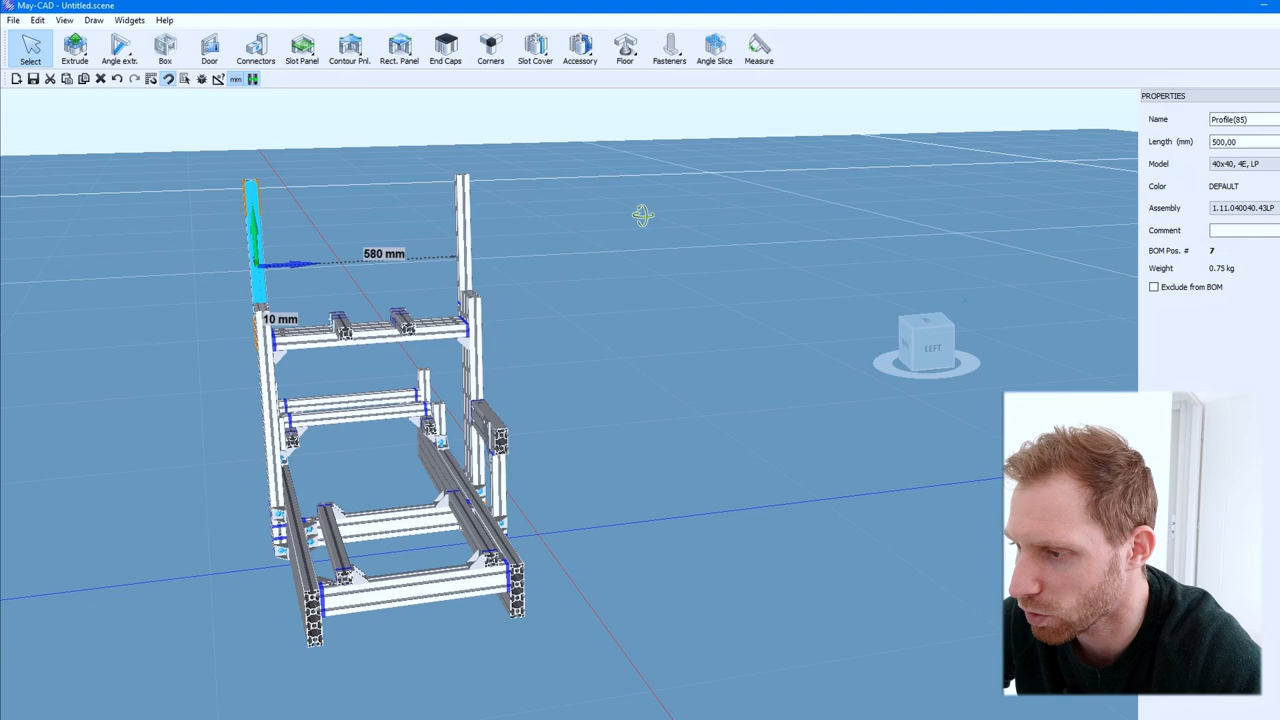 May-CAD - Untitled.scene
File Edit View Draw Widgets Help
Select Extrude Angle extr. Box Door Connectors Slot Panel Contour Pnl. Rect. Panel End Caps Corners Slot Cover Accessory Floor Fasteners Angle Slice Measure
mm
PROPERTIES
Name Profile(85)
Length (mm) 500,00
Model 40x40, 4E, LP
Color DEFAULT
Assembly 1.11.040040.43LP
Comment
BOM Pos. # 7
Weight 0.75 kg
Exclude from BOM
580 mm
10 mm
LEFT